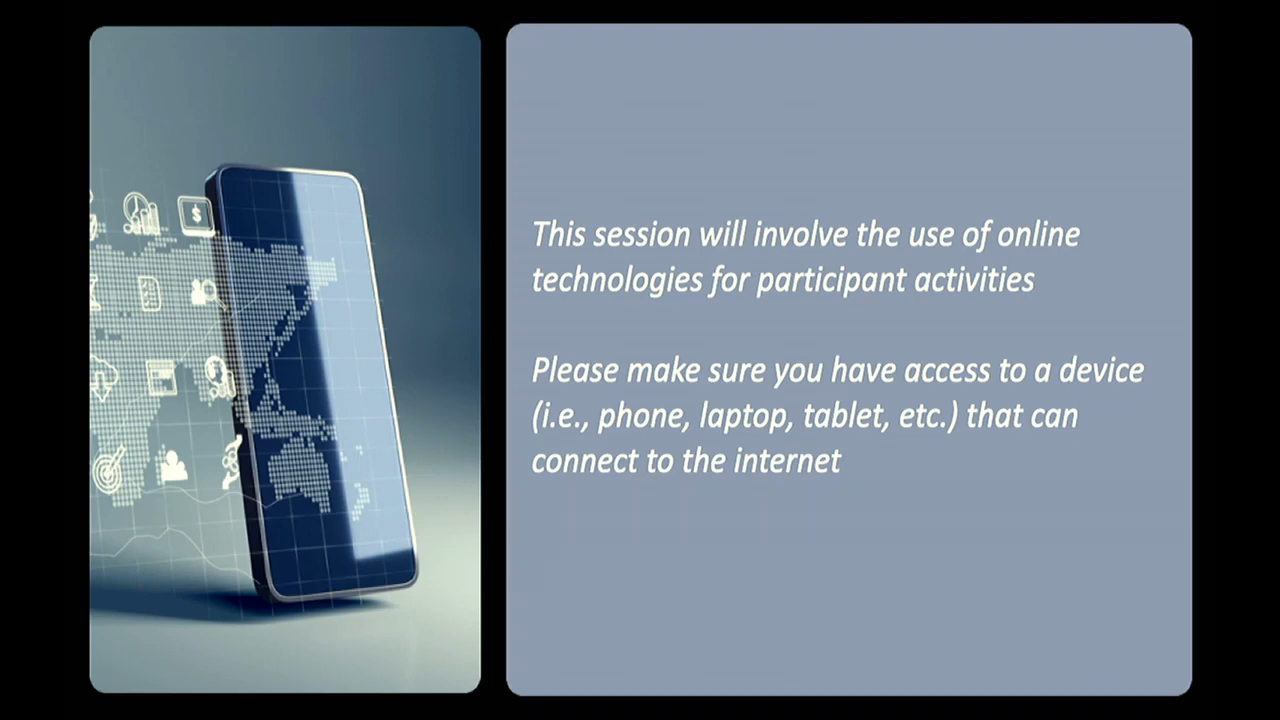 This session will involve the use of online
technologies for participant activities
Please make sure you have access to a device
(i.e., phone, laptop, tablet, etc.) that can
connect to the internet
$